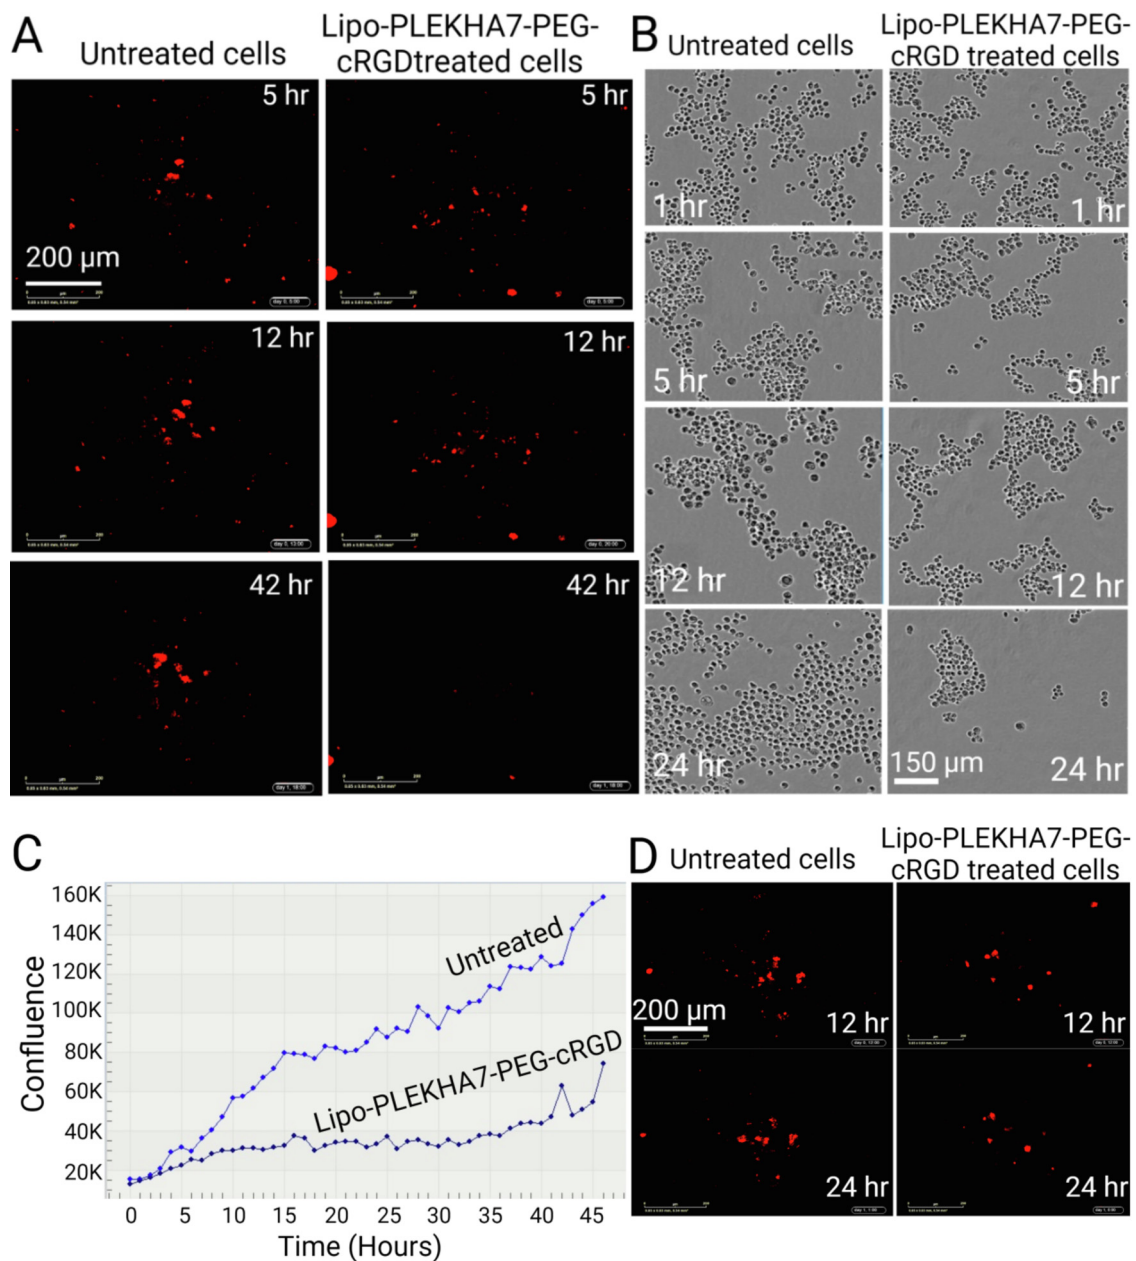 A
Untreated cells
Lipo-PLEKHA7-PEG-
cRGDtreated cells
5 hr
5 hr
200 µm
12 hr
12 hr
42 hr
42 hr
B
Untreated cells
Lipo-PLEKHA7-PEG-
cRGD treated cells
1 hr
1 hr
5 hr
5 hr
12 hr
12 hr
24 hr
150 µm
24 hr
C
160K
140K
120K
100K
80K
60K
40K
20K
Confluence
Untreated
Lipo-PLEKHA7-PEG-cRGD
0 5 10 15 20 25 30 35 40 45
Time (Hours)
D
Untreated cells
Lipo-PLEKHA7-PEG-
cRGD treated cells
200 µm
12 hr
12 hr
24 hr
24 hr